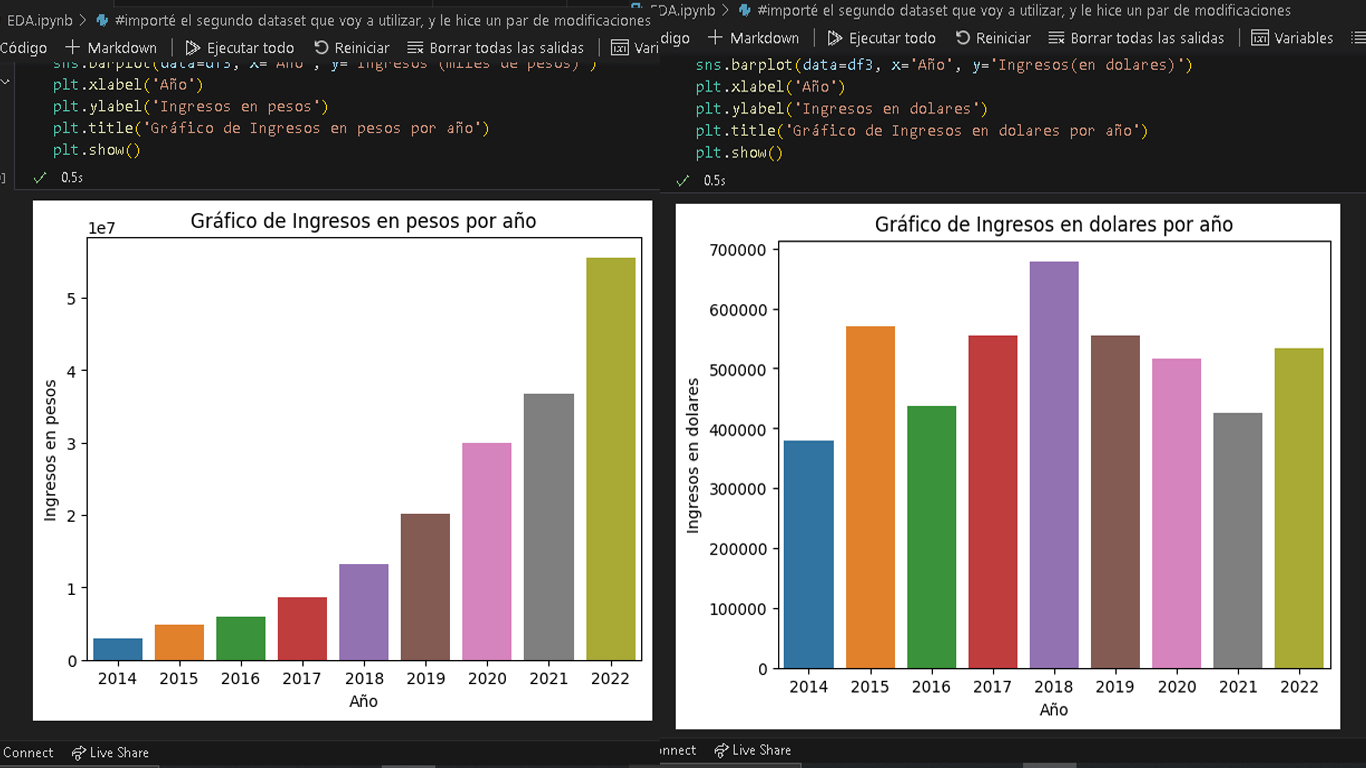 EDA.ipynb > #importé el segundo dataset que voy a utilizar, y le hice un par de modificaciones
Código + Markdown | Ejecutar todo Reiniciar Borrar todas las salidas | Vari
sns.barplot(data=df3, x='Año', y='Ingresos (miles de pesos)')
plt.xlabel('Año')
plt.ylabel('Ingresos en pesos')
plt.title('Gráfico de Ingresos en pesos por año')
plt.show()
0.5s
Gráfico de Ingresos en pesos por año
1e7
5
4
3
2
1
0
Ingresos en pesos
2014 2015 2016 2017 2018 2019 2020 2021 2022
Año
Connect Live Share
EDA.ipynb > #importé el segundo dataset que voy a utilizar, y le hice un par de modificaciones
digo + Markdown | Ejecutar todo Reiniciar Borrar todas las salidas | Variables
sns.barplot(data=df3, x='Año', y='Ingresos(en dolares)')
plt.xlabel('Año')
plt.ylabel('Ingresos en dolares')
plt.title('Gráfico de Ingresos en dolares por año')
plt.show()
0.5s
Gráfico de Ingresos en dolares por año
700000
600000
500000
400000
300000
200000
100000
0
Ingresos en dolares
2014 2015 2016 2017 2018 2019 2020 2021 2022
Año
onnect Live Share